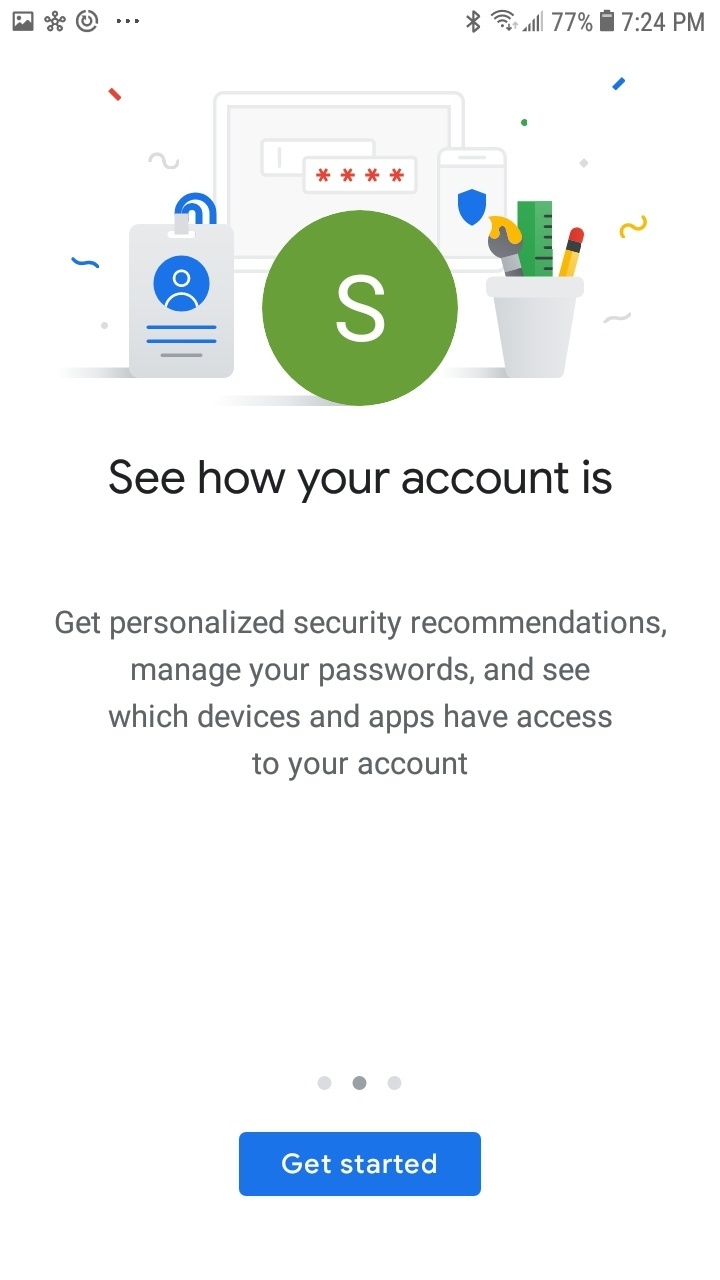 77% 7:24 PM
* * * *
S
See how your account is
Get personalized security recommendations,
manage your passwords, and see
which devices and apps have access
to your account
Get started